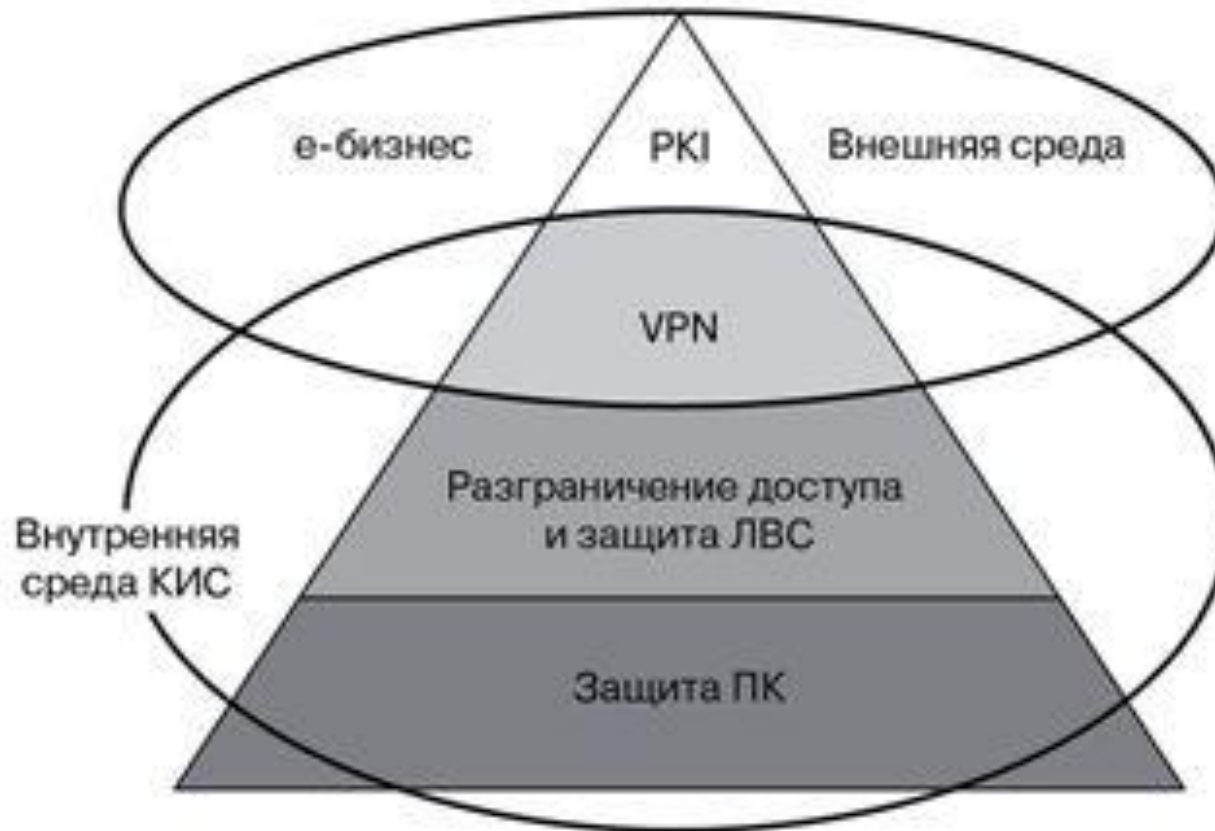 е-бизнес
PKI
Внешняя среда
VPN
Разграничение доступа
и защита ЛВС
Внутренняя
среда КИС
Защита ПК